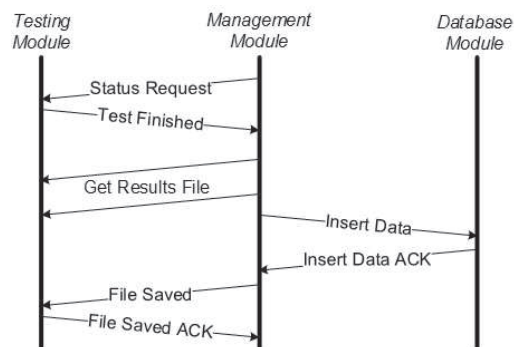 Testing Module
Management Module
Database Module
Status Request
Test Finished
Get Results File
Insert Data
Insert Data ACK
File Saved
File Saved ACK